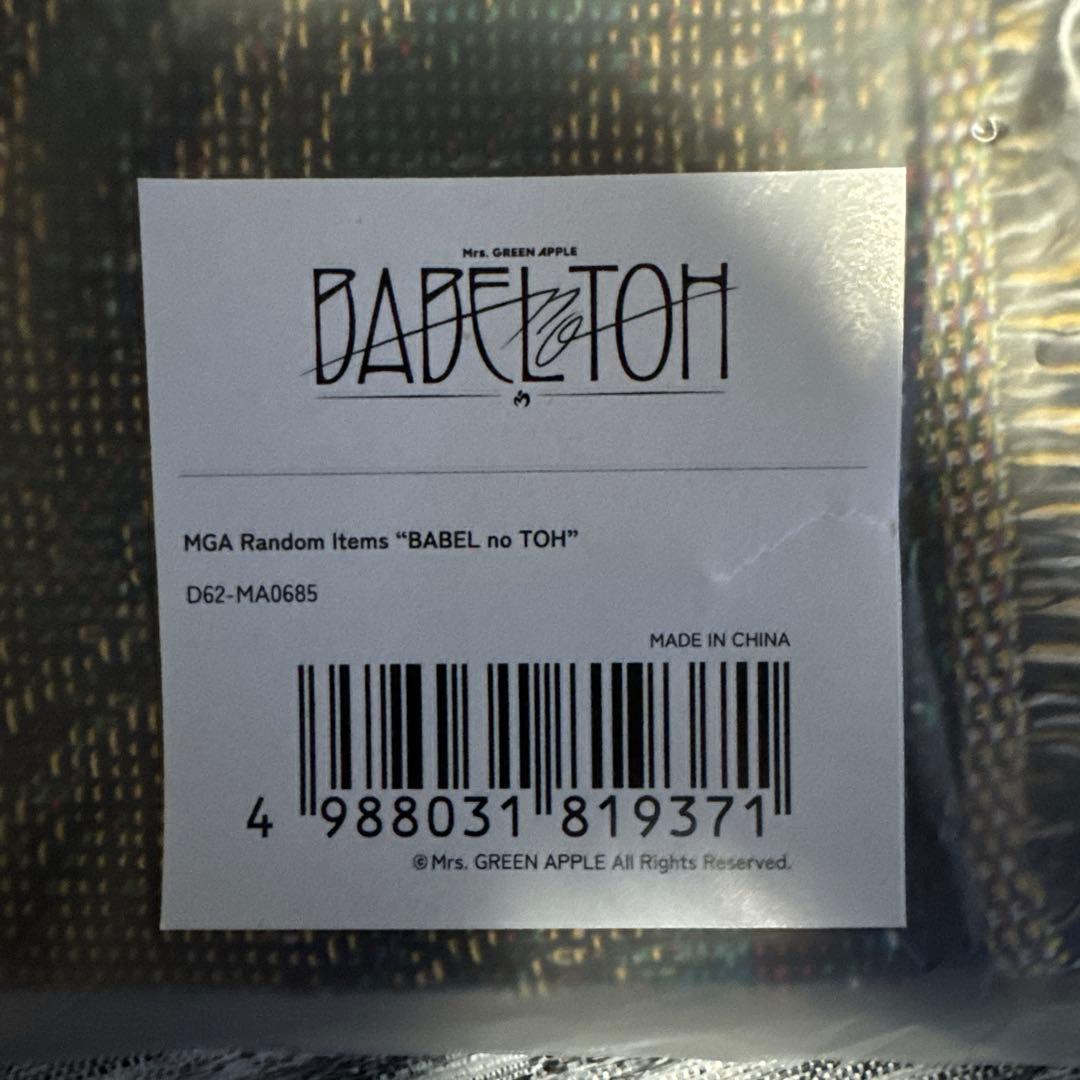 Mrs. GREEN APPLE
BABEL no TOH
MGA Random Items “BABEL no TOH”
D62-MA0685
MADE IN CHINA
4 988031 819371
©Mrs. GREEN APPLE All Rights Reserved.